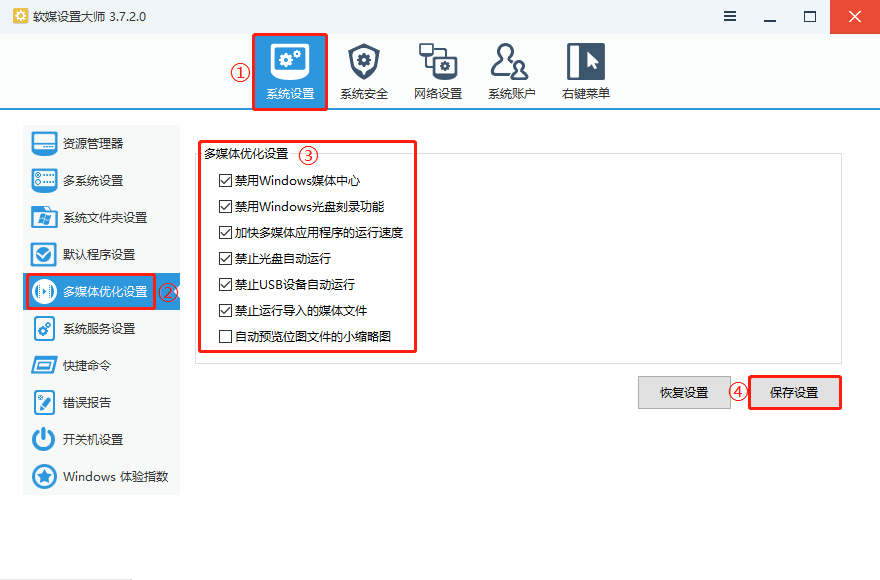 软媒设置大师 3.7.2.0
① 系统设置 系统安全 网络设置 系统账户 右键菜单
资源管理器
多系统设置
系统文件夹设置
默认程序设置
多媒体优化设置 ②
系统服务设置
快捷命令
错误报告
开关机设置
Windows 体验指数
多媒体优化设置 ③
禁用Windows媒体中心
禁用Windows光盘刻录功能
加快多媒体应用程序的运行速度
禁止光盘自动运行
禁止USB设备自动运行
禁止运行导入的媒体文件
自动预览位图文件的小缩略图
恢复设置 ④ 保存设置